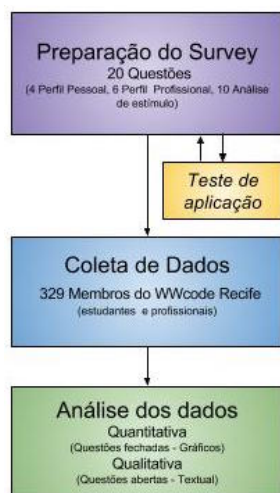 Preparação do Survey
20 Questões
(4 Perfil Pessoal, 6 Perfil Profissional, 10 Análise
de estímulo)
Teste de
aplicação
Coleta de Dados
329 Membros do WWcode Recife
(estudantes e profissionais)
Análise dos dados
Quantitativa
(Questões fechadas - Gráficos)
Qualitativa
(Questões abertas - Textual)